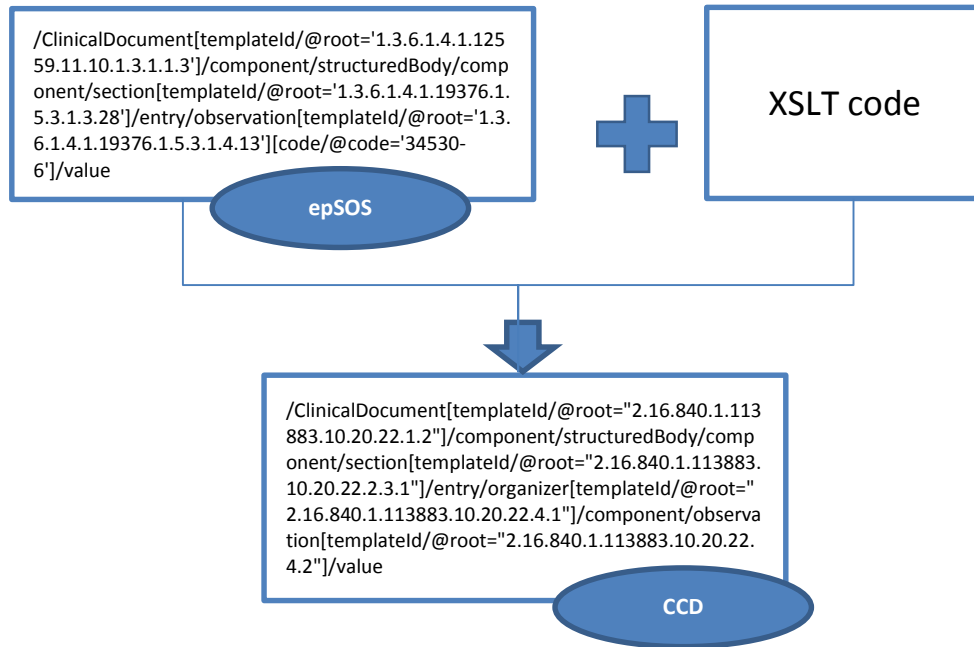 /ClinicalDocument[templateId/@root='1.3.6.1.4.1.125
59.11.10.1.3.1.1.3']/component/structuredBody/comp
onent/section[templateId/@root='1.3.6.1.4.1.19376.1.
5.3.1.3.28']/entry/observation[templateId/@root='1.3.
6.1.4.1.19376.1.5.3.1.4.13'][code/@code='34530-
6']/value
epSOS
XSLT code
/ClinicalDocument[templateId/@root="2.16.840.1.113
883.10.20.22.1.2"]/component/structuredBody/comp
onent/section[templateId/@root="2.16.840.1.113883.
10.20.22.2.3.1"]/entry/organizer[templateId/@root="
2.16.840.1.113883.10.20.22.4.1"]/component/observa
tion[templateId/@root="2.16.840.1.113883.10.20.22.
4.2"]/value
CCD